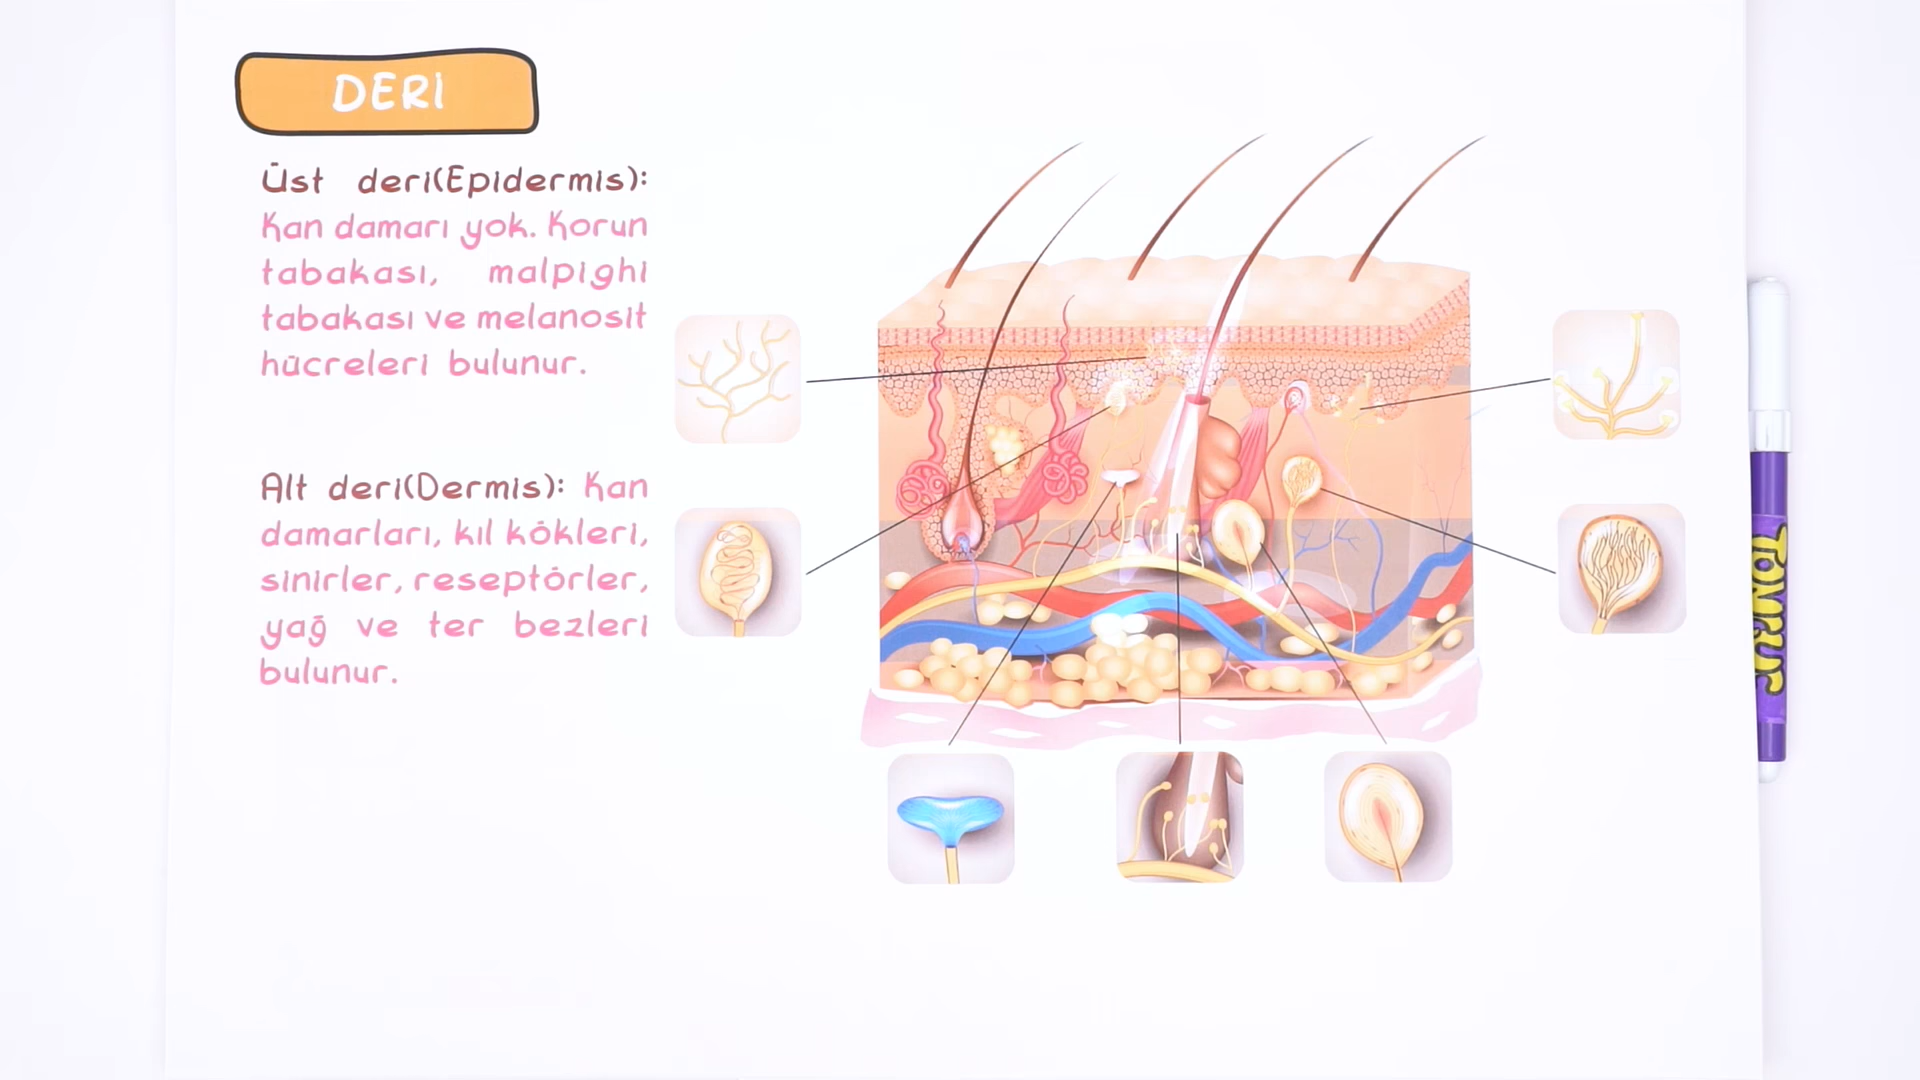 DERİ
Üst deri(Epidermis):
Kan damarı yok. Korun
tabakası, malpighi
tabakası ve melanosit
hücreleri bulunur.
Alt deri(Dermis): Kan
damarları, kıl kökleri,
sinirler, reseptörler,
yağ ve ter bezleri
bulunur.
TOMBUL